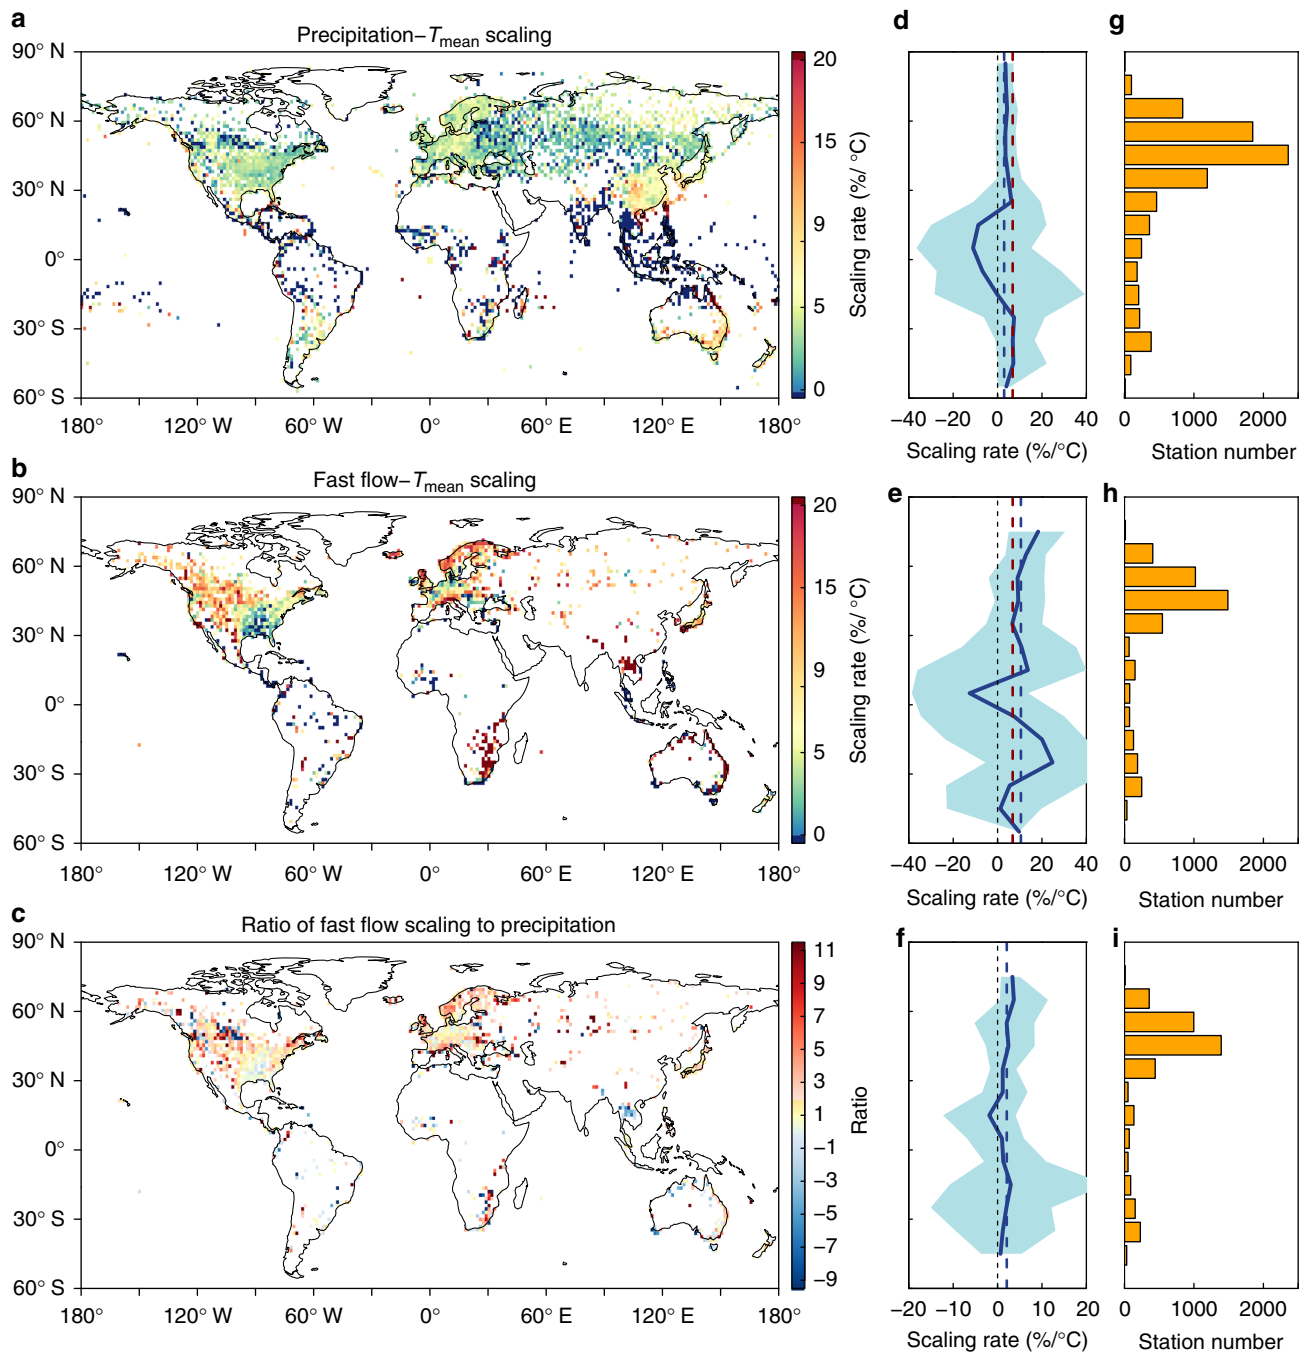 a
Precipitation–Tmean scaling
90° N
60° N
30° N
0°
30° S
60° S
180°
120° W
60° W
0°
60° E
120° E
180°
20
15
9
5
0
Scaling rate (%/ °C)
d
−40
−20
0
20
40
Scaling rate (%/°C)
g
0
1000
2000
Station number
b
Fast flow–Tmean scaling
90° N
60° N
30° N
0°
30° S
60° S
180°
120° W
60° W
0°
60° E
120° E
180°
20
15
9
5
0
Scaling rate (%/ °C)
e
−40
−20
0
20
40
Scaling rate (%/°C)
h
0
1000
2000
Station number
c
Ratio of fast flow scaling to precipitation
90° N
60° N
30° N
0°
30° S
60° S
180°
120° W
60° W
0°
60° E
120° E
180°
11
9
7
5
3
1
−1
−3
−5
−7
−9
Ratio
f
−20
−10
0
10
20
Scaling rate (%/°C)
i
0
1000
2000
Station number